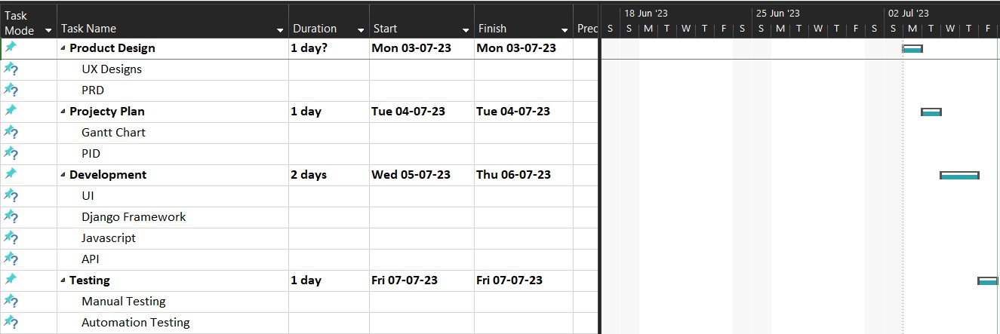 Task Mode Task Name Duration Start Finish Prec 18 Jun '23 25 Jun '23 02 Jul '23
S S M T W T F S S M T W T F S S M T W T F
Product Design 1 day? Mon 03-07-23 Mon 03-07-23
UX Designs
PRD
Projecty Plan 1 day Tue 04-07-23 Tue 04-07-23
Gantt Chart
PID
Development 2 days Wed 05-07-23 Thu 06-07-23
UI
Django Framework
Javascript
API
Testing 1 day Fri 07-07-23 Fri 07-07-23
Manual Testing
Automation Testing